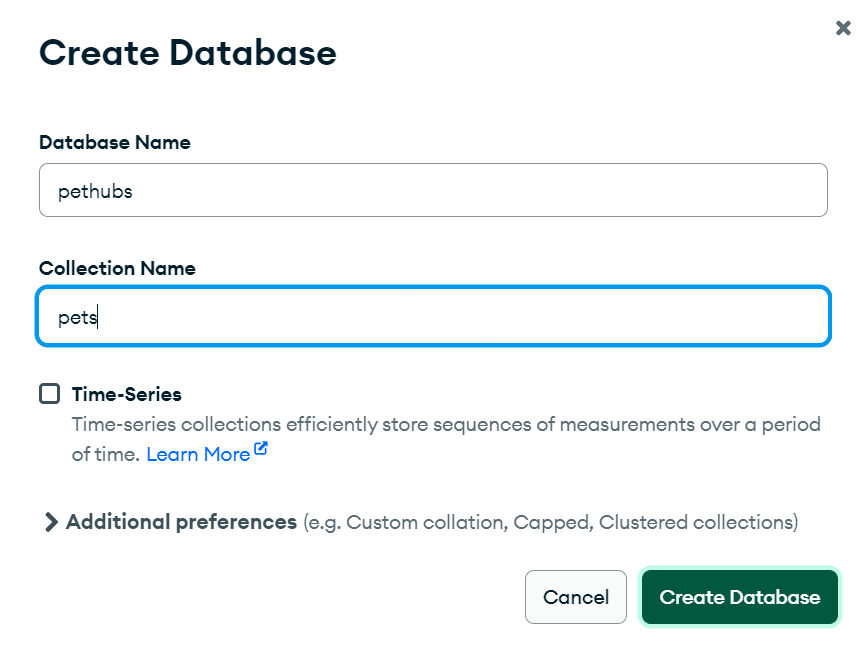 Create Database
Database Name
pethubs
Collection Name
pets
Time-Series
Time-series collections efficiently store sequences of measurements over a period
of time. Learn More
Additional preferences (e.g. Custom collation, Capped, Clustered collections)
Cancel
Create Database